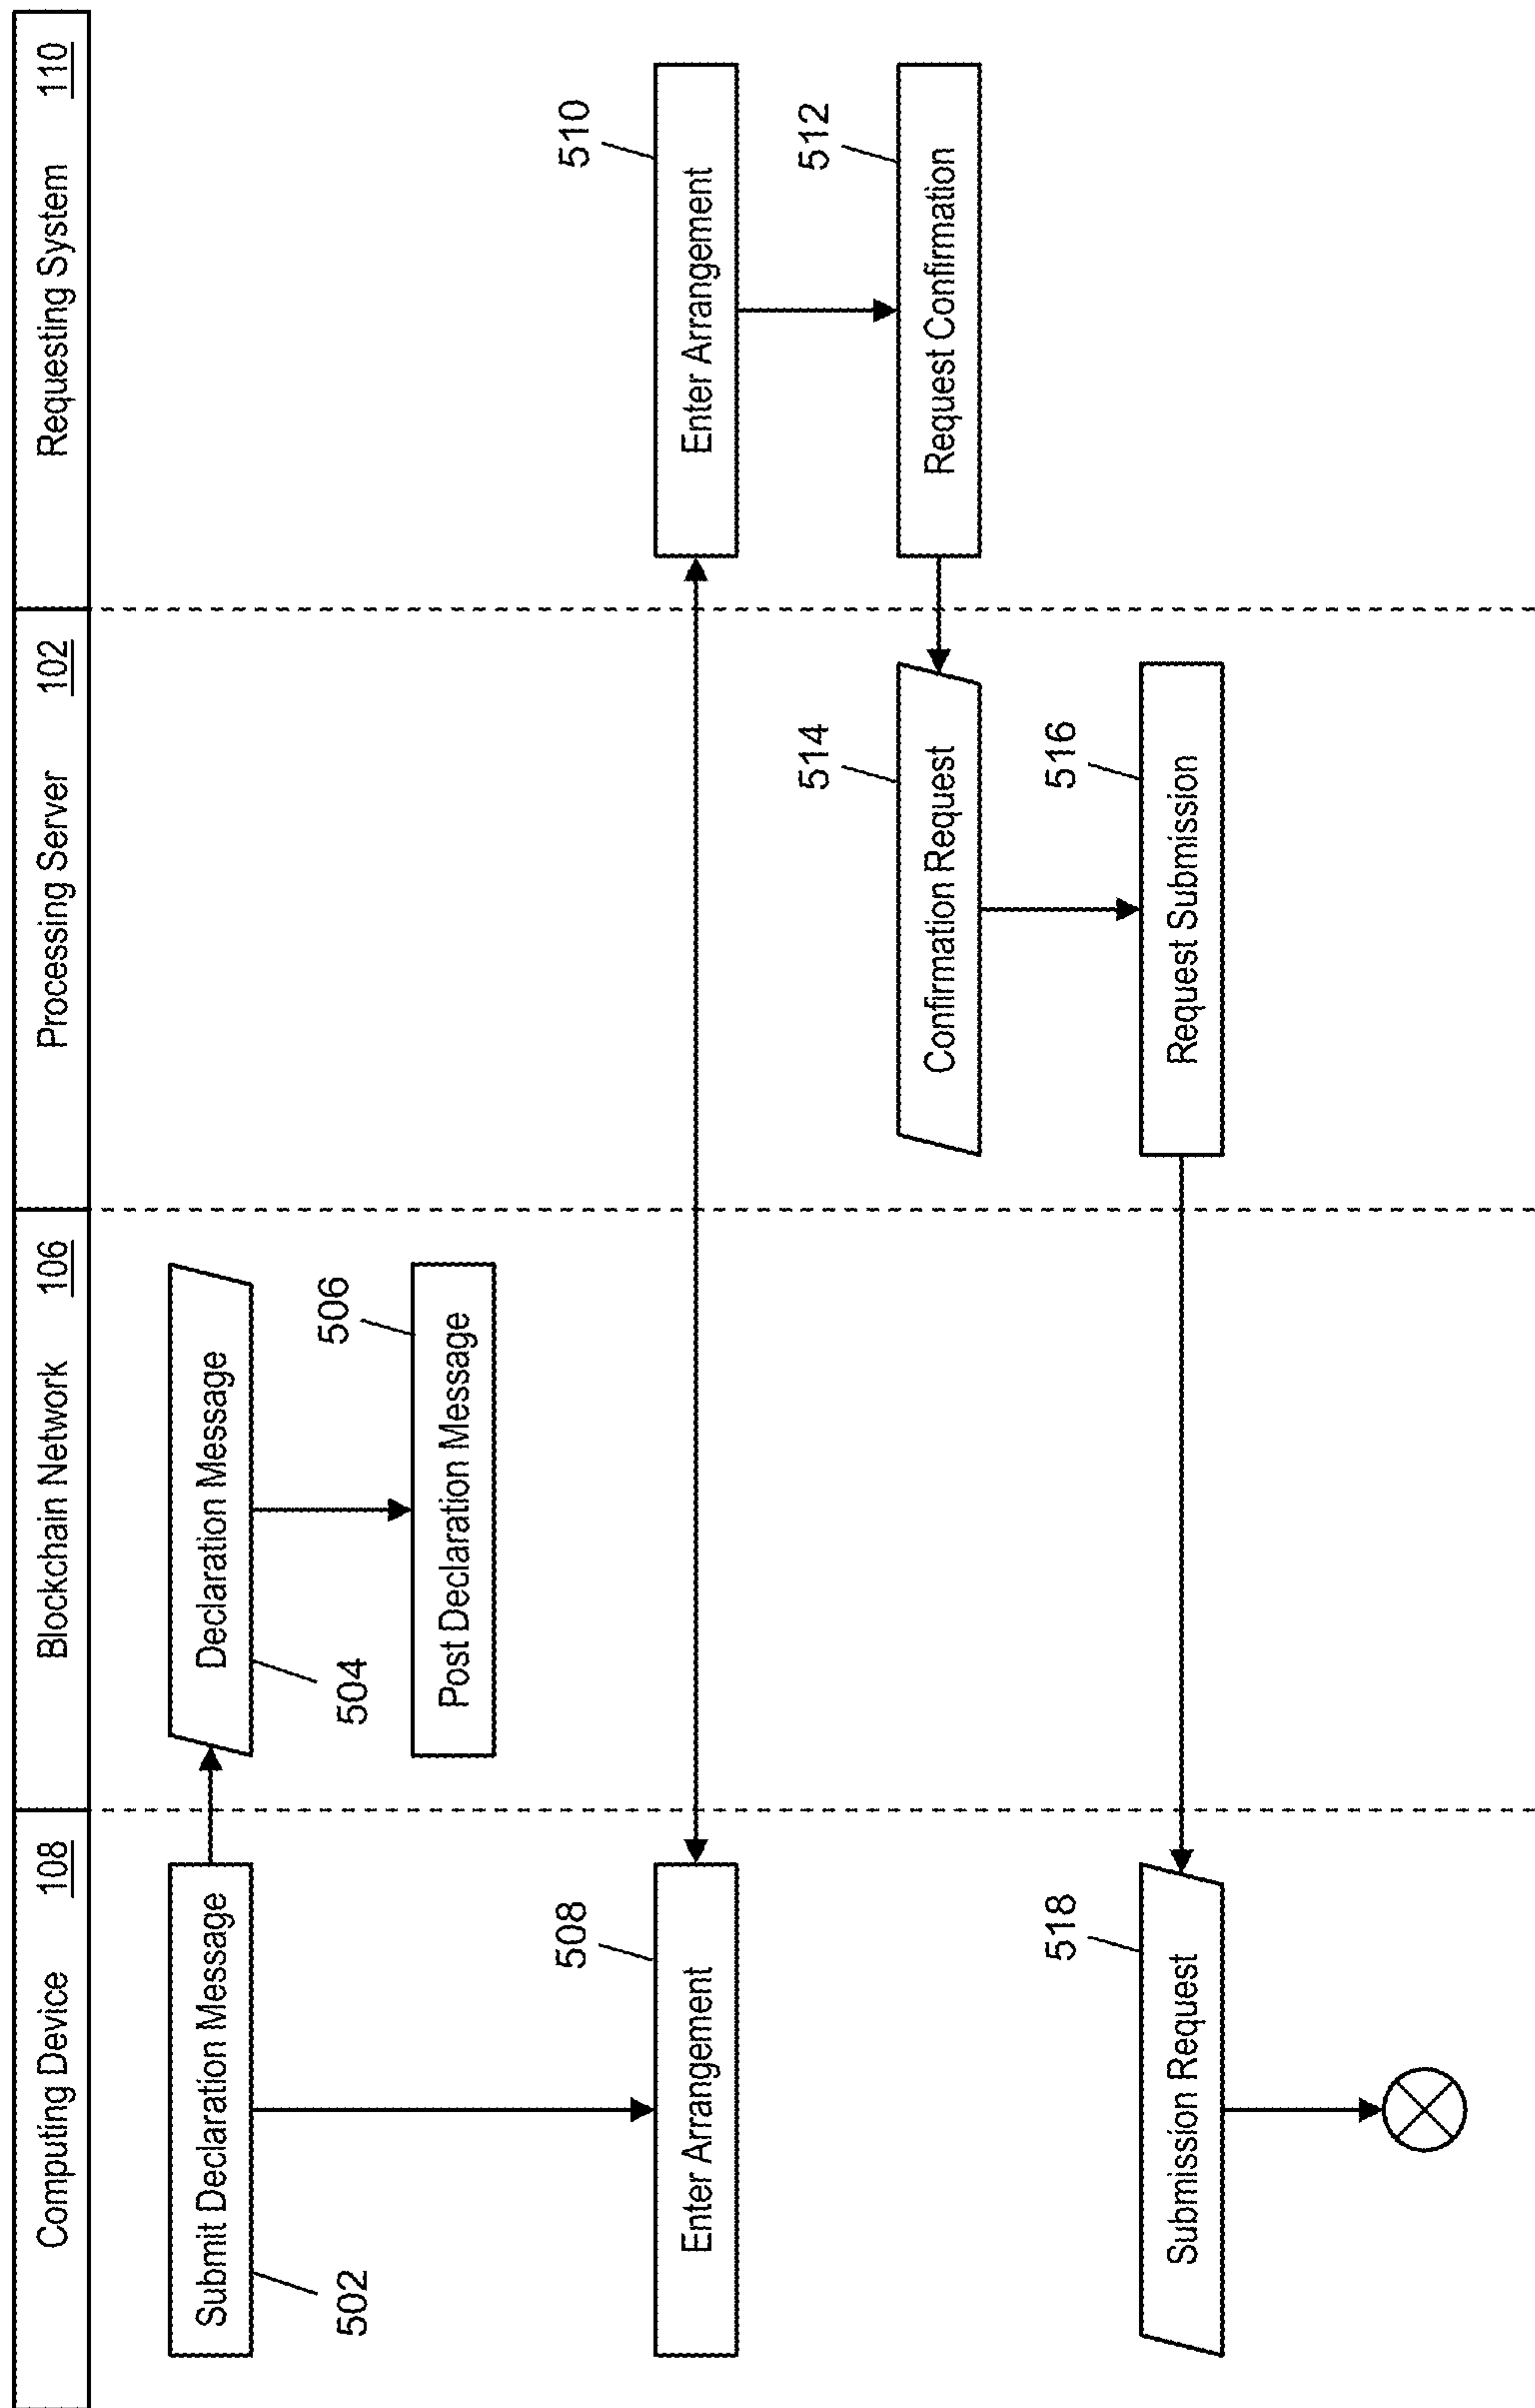 Computing Device 108
Blockchain Network 106
Processing Server 102
Requesting System 110
Submit Declaration Message
502
Declaration Message
504
Post Declaration Message
506
Enter Arrangement
508
Enter Arrangement
510
Request Confirmation
512
Confirmation Request
514
Request Submission
516
Submission Request
518